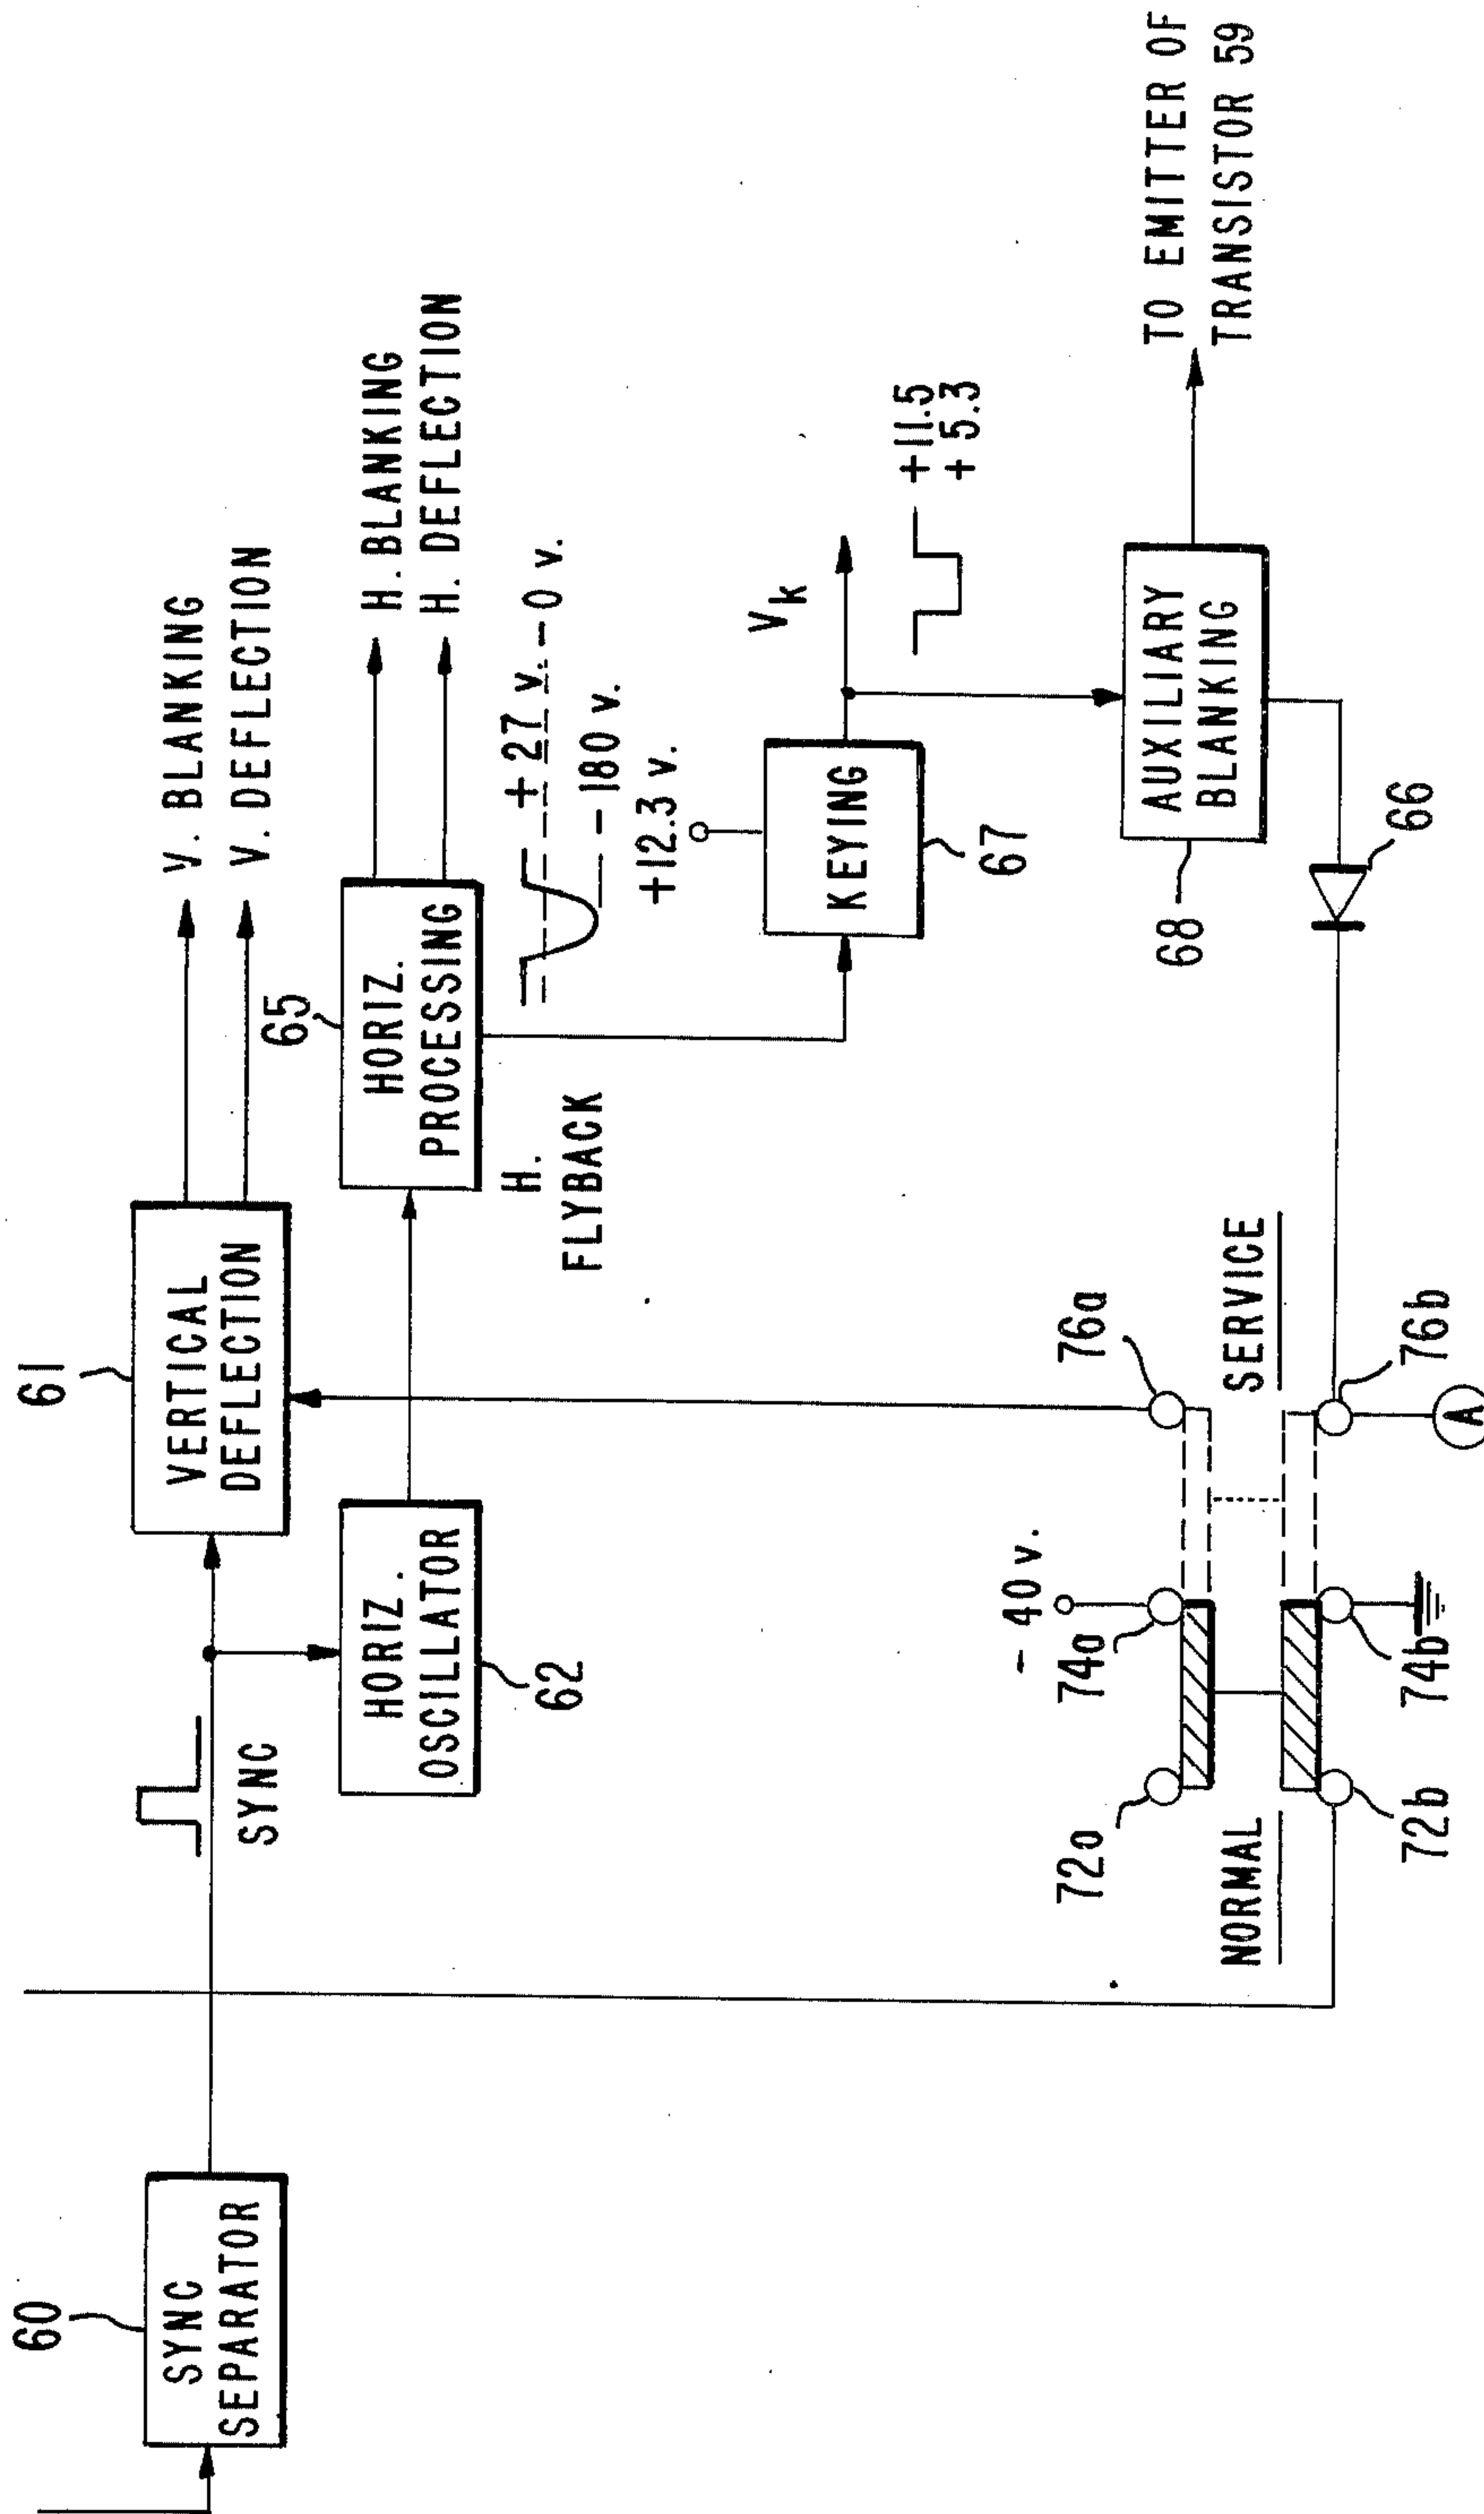 60
SYNC
SEPARATOR
SYNC
61
VERTICAL
DEFLECTION
V. BLANKING
V. DEFLECTION
HORIZ.
OSCILLATOR
62
65
HORIZ.
PROCESSING
H. BLANKING
H. DEFLECTION
H.
FLYBACK
+27 v.
0 v.
-180 v.
+12.3 v.
KEYING
67
Vk
+11.5
+5.3
AUXILIARY
BLANKING
68
TO EMITTER OF
TRANSISTOR 59
66
-40 v.
72a
74a
76a
NORMAL
SERVICE
72b
74b
76b
A